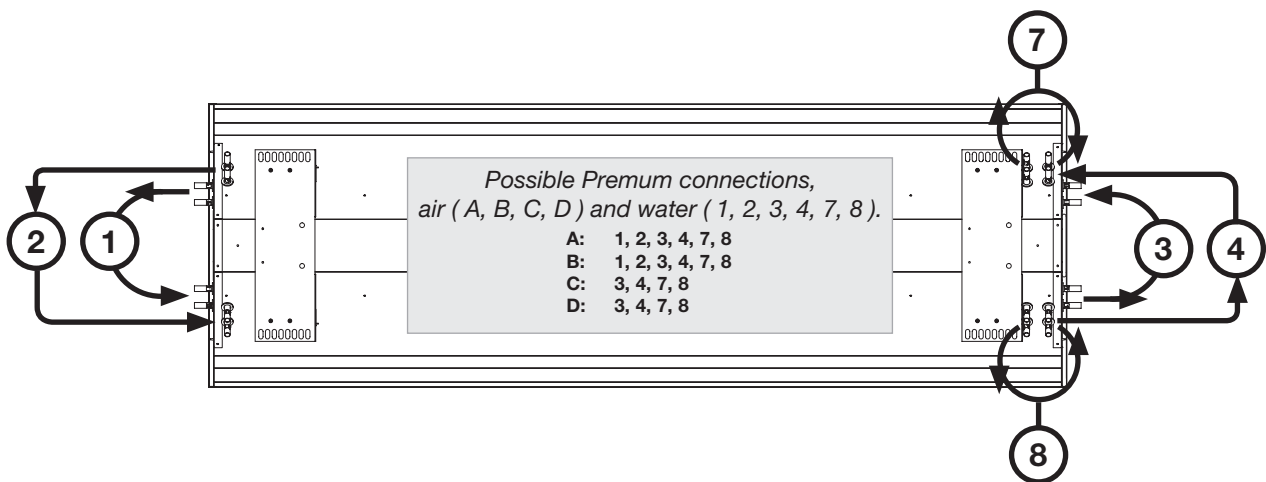 7
Possible Premum connections,
air ( A, B, C, D ) and water ( 1, 2, 3, 4, 7, 8 ).
A: 1, 2, 3, 4, 7, 8
B: 1, 2, 3, 4, 7, 8
C: 3, 4, 7, 8
D: 3, 4, 7, 8
2 1 3 4
8